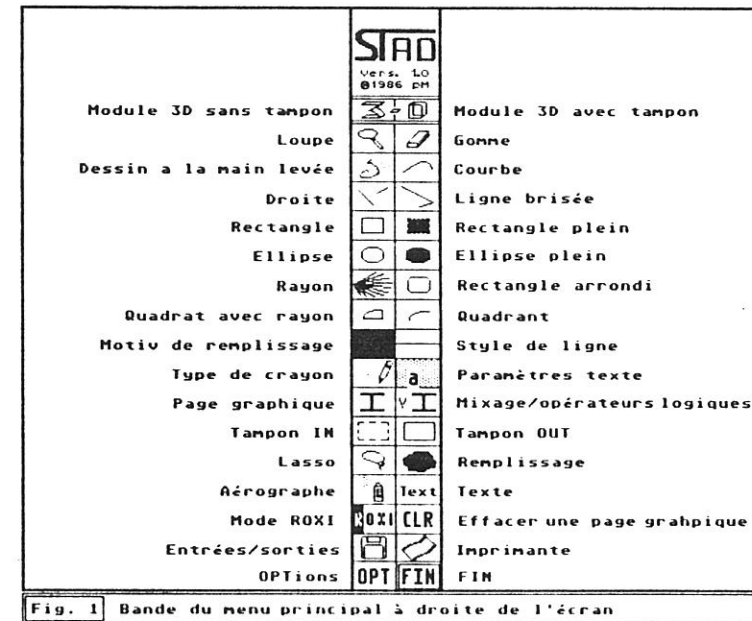 STAD
Vers. 1.0
©1986 PM
Module 3D sans tampon Module 3D avec tampon
Loupe Gomme
Dessin a la main levée Courbe
Droite Ligne brisée
Rectangle Rectangle plein
Ellipse Ellipse plein
Rayon Rectangle arrondi
Quadrat avec rayon Quadrant
Motiv de remplissage Style de ligne
Type de crayon a Paramètres texte
Page graphique Y Mixage/opérateurs logiques
Tampon IN Tampon OUT
Lasso Remplissage
Aérographe Text Texte
Mode ROXI ROXI CLR Effacer une page grahpique
Entrées/sorties Imprimante
OPTions OPT FIN FIN
Fig. 1 Bande du menu principal à droite de l'écran